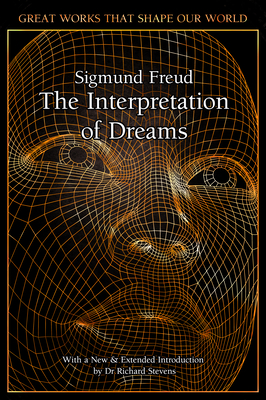 GREAT WORKS THAT SHAPE OUR WORLD
Sigmund Freud
The Interpretation
of Dreams
With a New & Extended Introduction
by Dr Richard Stevens